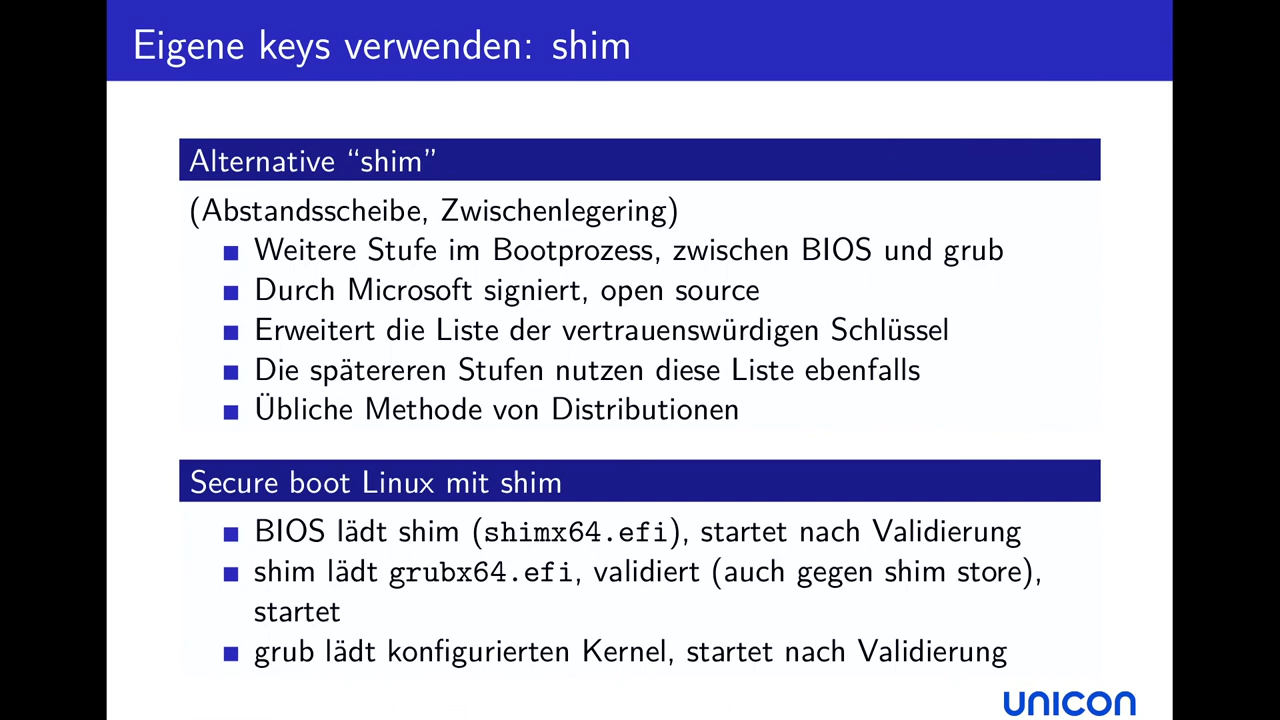 Eigene keys verwenden: shim
Alternative “shim”
(Abstandsscheibe, Zwischenlegering)
Weitere Stufe im Bootprozess, zwischen BIOS und grub
Durch Microsoft signiert, open source
Erweitert die Liste der vertrauenswürdigen Schlüssel
Die spätereren Stufen nutzen diese Liste ebenfalls
Übliche Methode von Distributionen
Secure boot Linux mit shim
BIOS lädt shim (shimx64.efi), startet nach Validierung
shim lädt grubx64.efi, validiert (auch gegen shim store),
startet
grub lädt konfigurierten Kernel, startet nach Validierung
UNICON